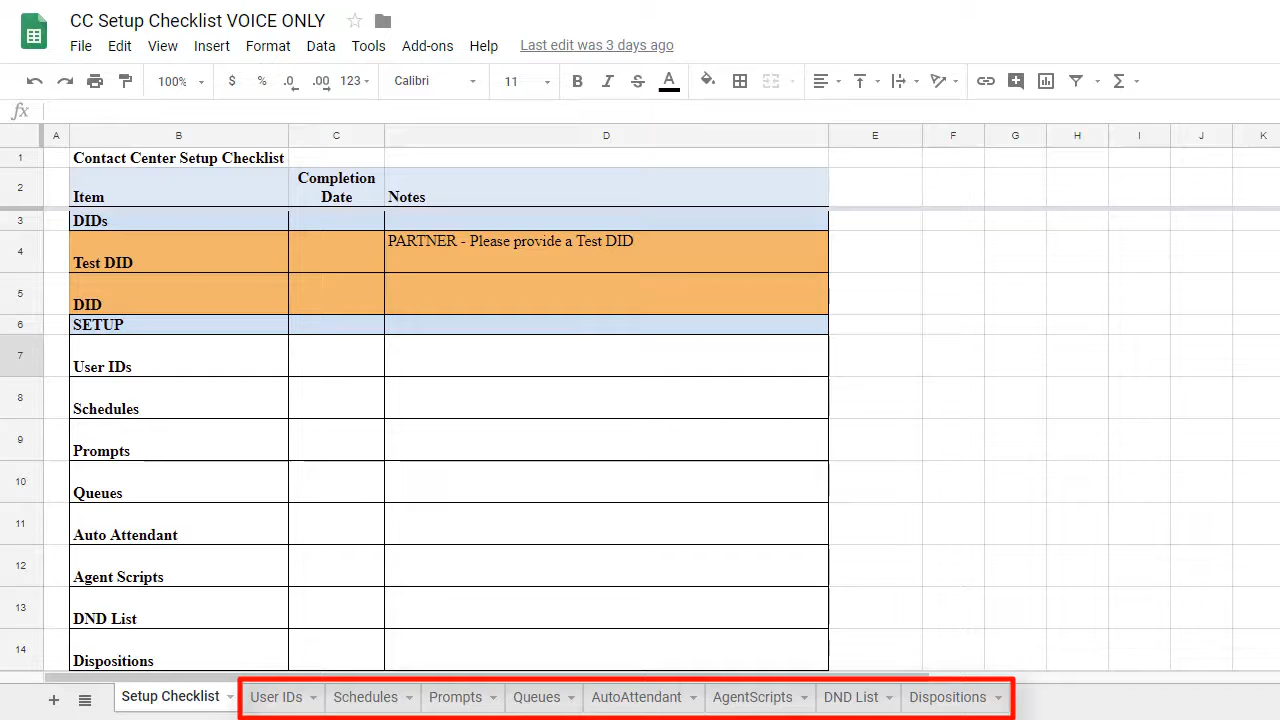 CC Setup Checklist VOICE ONLY
File Edit View Insert Format Data Tools Add-ons Help Last edit was 3 days ago
100% $ % .0 .00 123 Calibri 11 B I S A
fx
A B C D E F G H I J K
1 Contact Center Setup Checklist
2 Item Completion Date Notes
3 DIDs
4 Test DID PARTNER - Please provide a Test DID
5 DID
6 SETUP
7 User IDs
8 Schedules
9 Prompts
10 Queues
11 Auto Attendant
12 Agent Scripts
13 DND List
14 Dispositions
Setup Checklist User IDs Schedules Prompts Queues AutoAttendant AgentScripts DND List Dispositions